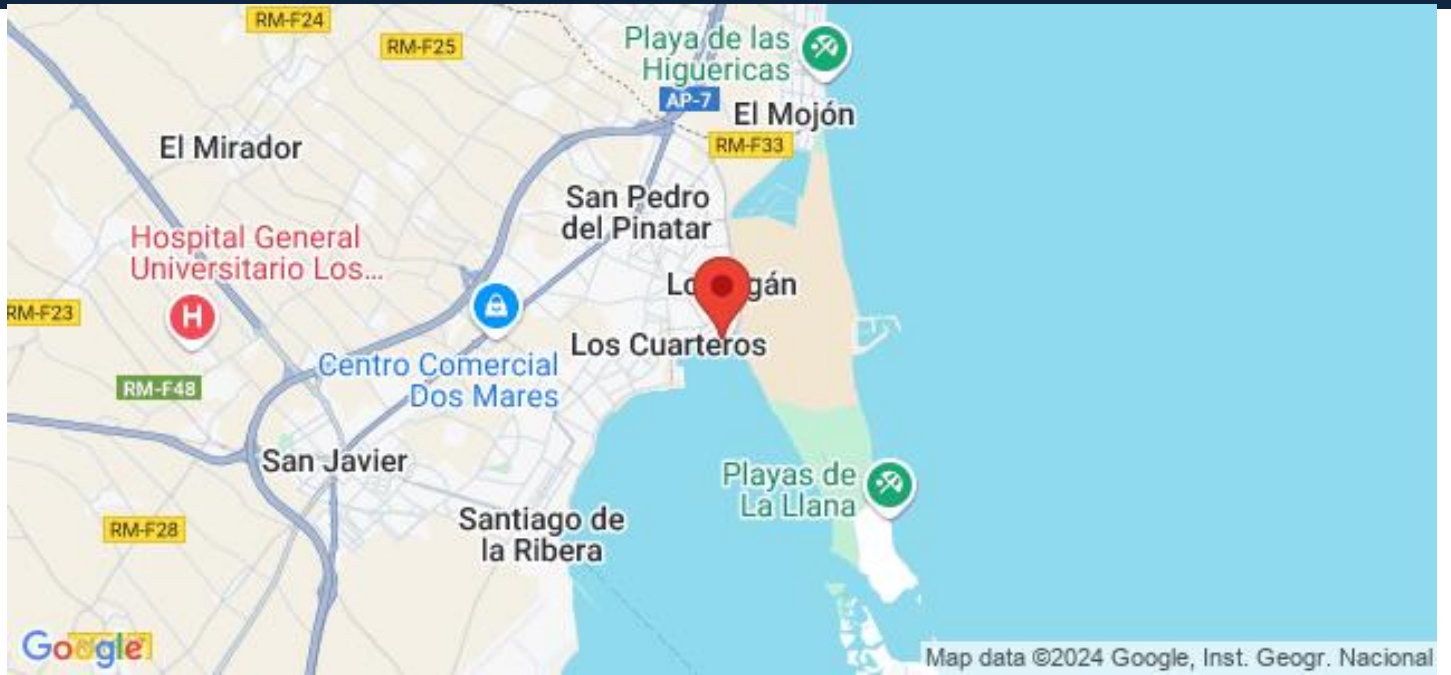 RM-F24
RM-F25
Playa de las
Higuericas
AP-7
El Mojón
RM-F33
El Mirador
San Pedro
del Pinatar
Hospital General
Universitario Los...
H
RM-F23
Los Cuarteros
Centro Comercial
Dos Mares
RM-F48
San Javier
Playas de
La Llana
Santiago de
la Ribera
RM-F28
Google
Map data ©2024 Google, Inst. Geogr. Nacional